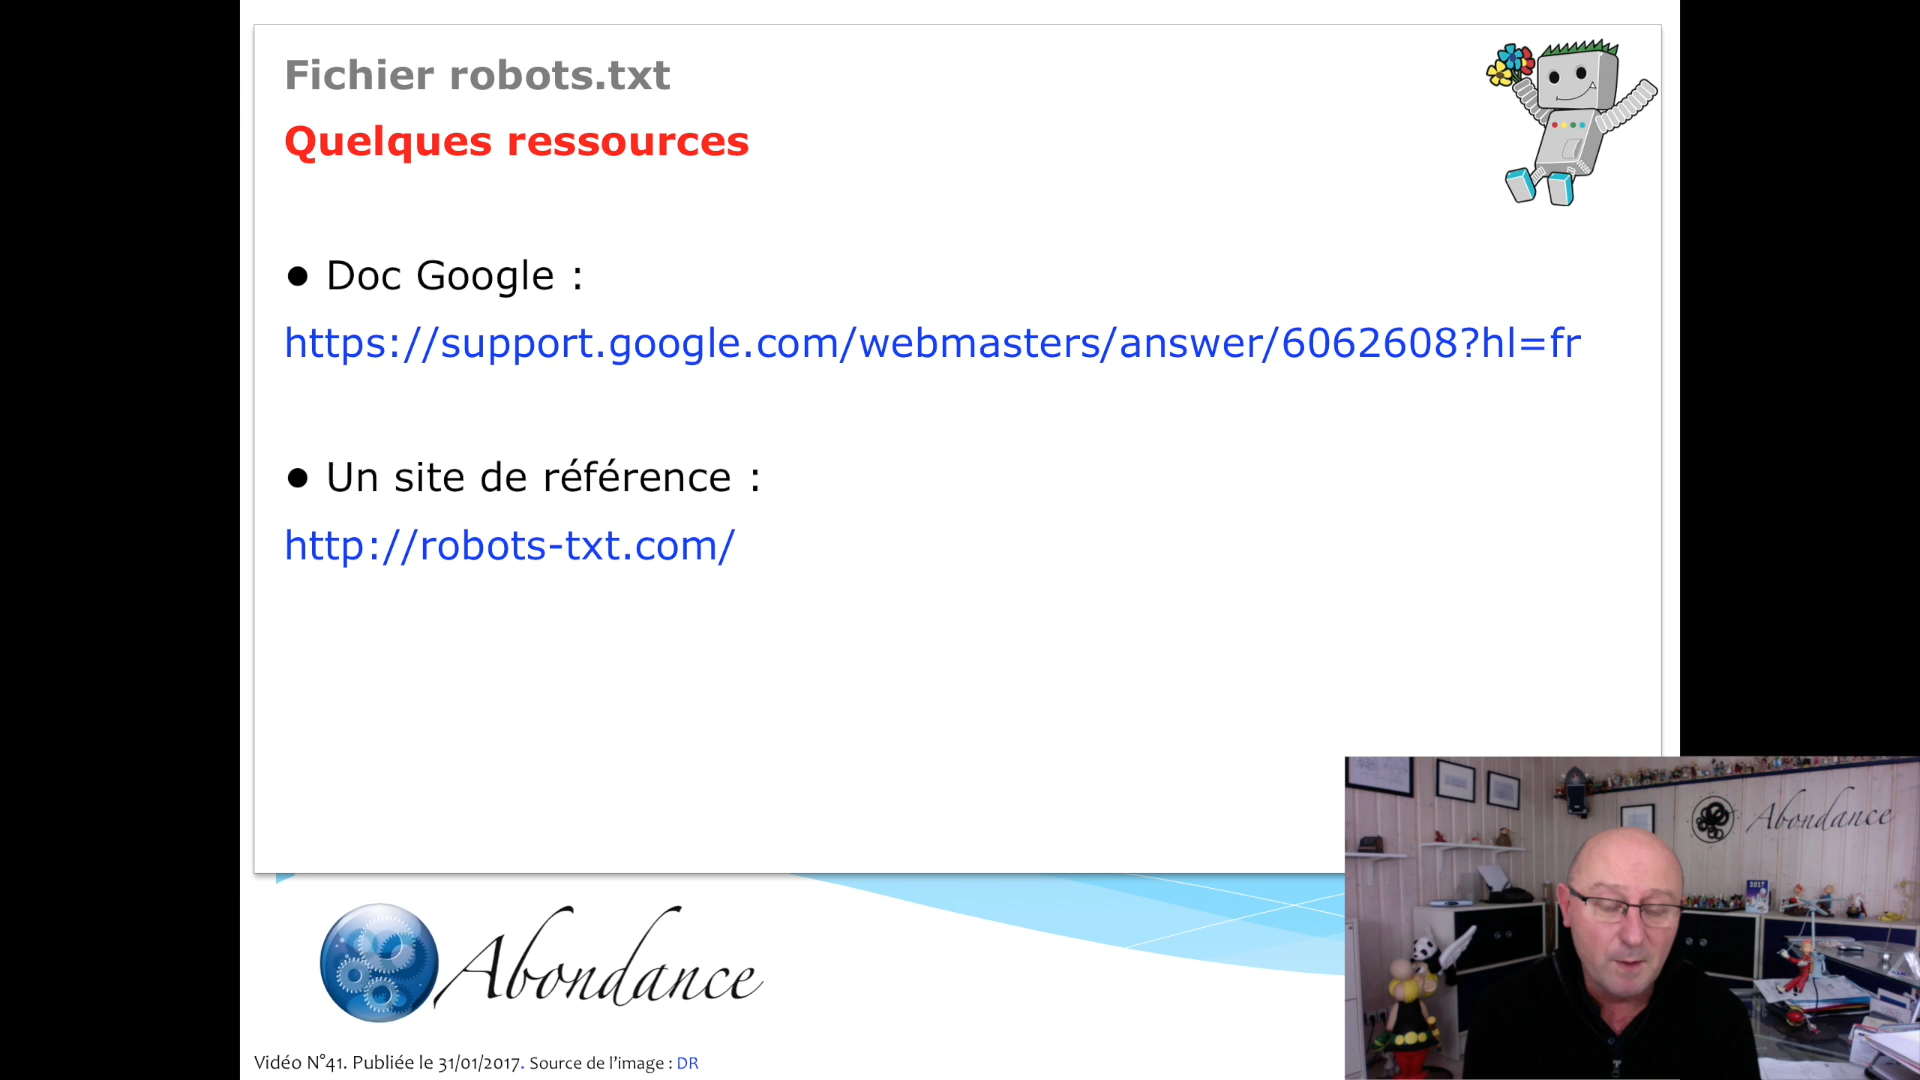 Fichier robots.txt
Quelques ressources
● Doc Google :
https://support.google.com/webmasters/answer/6062608?hl=fr
● Un site de référence :
http://robots-txt.com/
Abondance
2017
Abondance
Vidéo N°41. Publiée le 31/01/2017. Source de l'image : DR